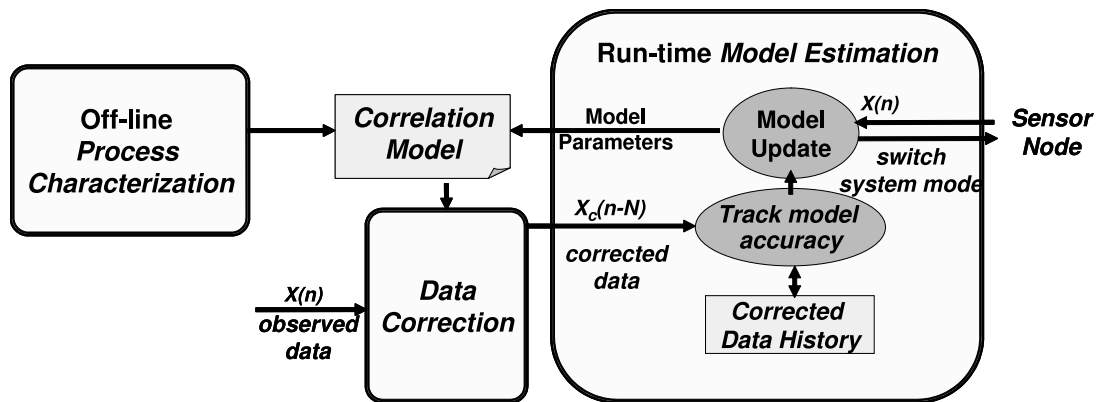 Run-time Model Estimation
Off-line
Process
Characterization
Correlation
Model
Model
Parameters
Model
Update
X(n)
Sensor
Node
switch
system mode
Xc(n-N)
corrected
data
Track model
accuracy
X(n)
observed
data
Data
Correction
Corrected
Data History